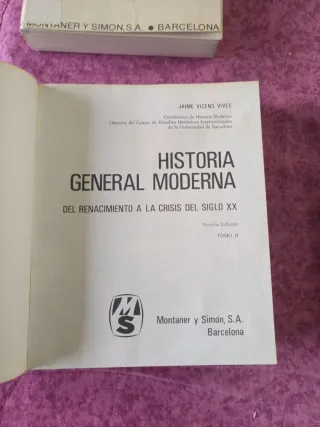 MONTANER Y SIMON, S.A. • BARCELONA
JAIME VICENS VIVES
Catedrático de Historia Moderna
Director del Centro de Estudios Históricos Internacionales
de la Universidad de Barcelona
HISTORIA
GENERAL MODERNA
DEL RENACIMIENTO A LA CRISIS DEL SIGLO XX
Novena Edición
TOMO II
MS
Montaner y Simón, S.A.
Barcelona